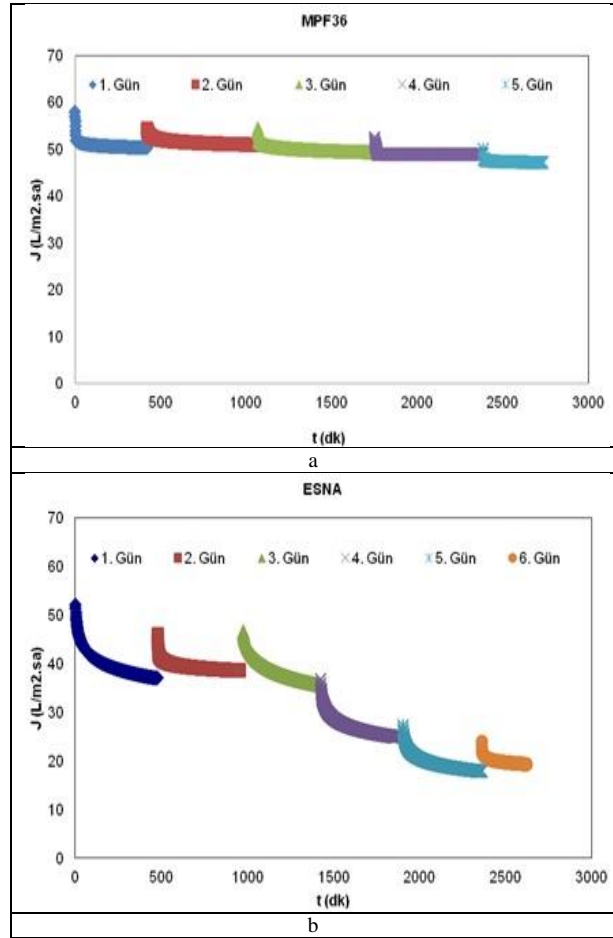 MPF36
70
1. Gün 2. Gün 3. Gün 4. Gün 5. Gün
60
50
40
30
20
10
0
J (L/m2.sa)
0 500 1000 1500 2000 2500 3000
t (dk)
a
ESNA
70
1. Gün 2. Gün 3. Gün 4. Gün 5. Gün 6. Gün
60
50
40
30
20
10
0
J (L/m2.sa)
0 500 1000 1500 2000 2500 3000
t (dk)
b